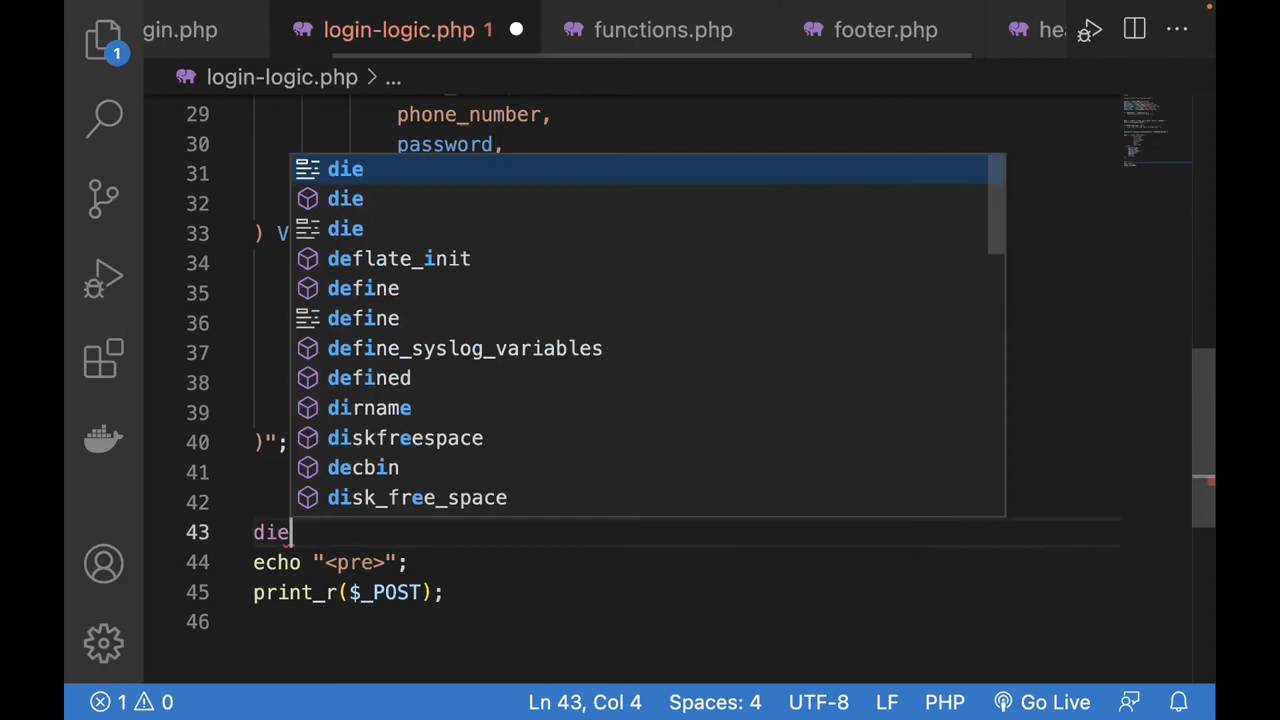 gin.php login-logic.php 1 functions.php footer.php he
1 login-logic.php > ...
29 phone_number,
30 password,
31 die
32 die
die
33 ) V
34 deflate_init
35 define
36 define
37 define_syslog_variables
38 defined
39 dirname
40 )"; diskfreespace
41 decbin
42 disk_free_space
43 die
44 echo "<pre>";
45 print_r($_POST);
46
1 0 Ln 43, Col 4 Spaces: 4 UTF-8 LF PHP Go Live